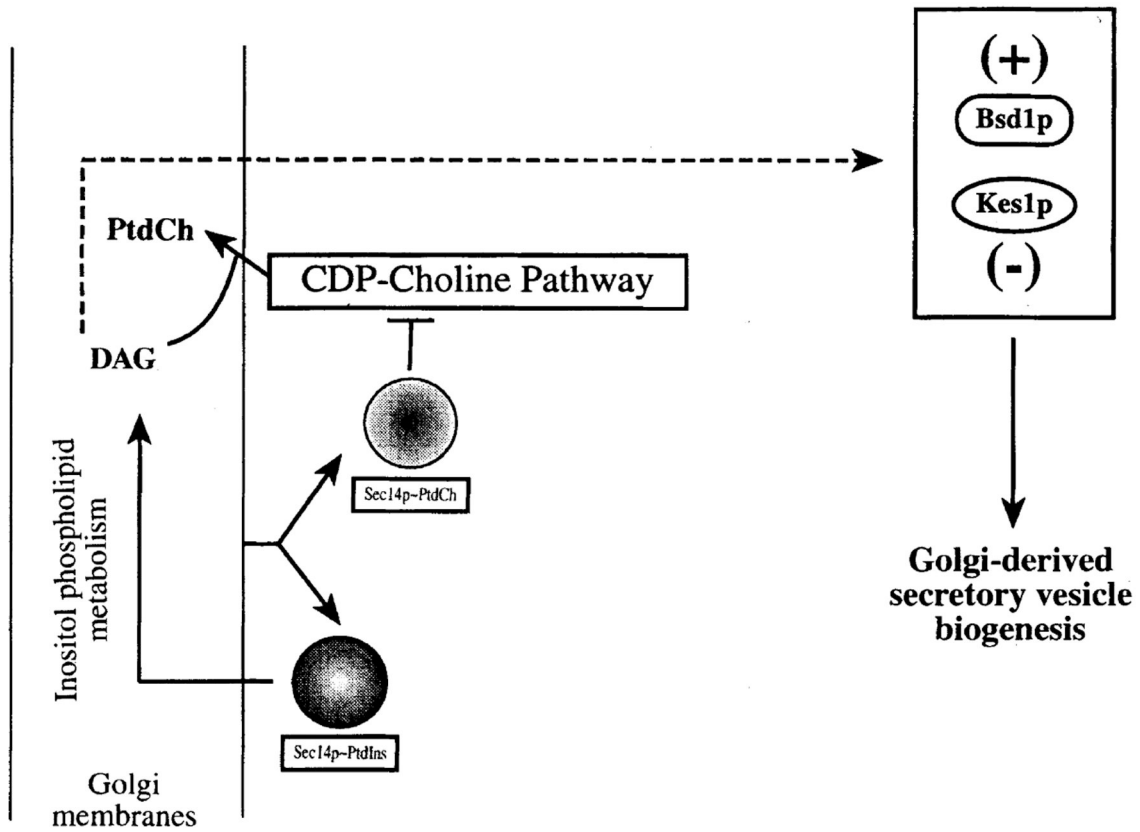 (+)
Bsd1p
Kes1p
(-)
PtdCh
CDP-Choline Pathway
DAG
Sec14p~PtdCh
Inositol phospholipid
metabolism
Golgi-derived
secretory vesicle
biogenesis
Sec14p~PtdIns
Golgi
membranes